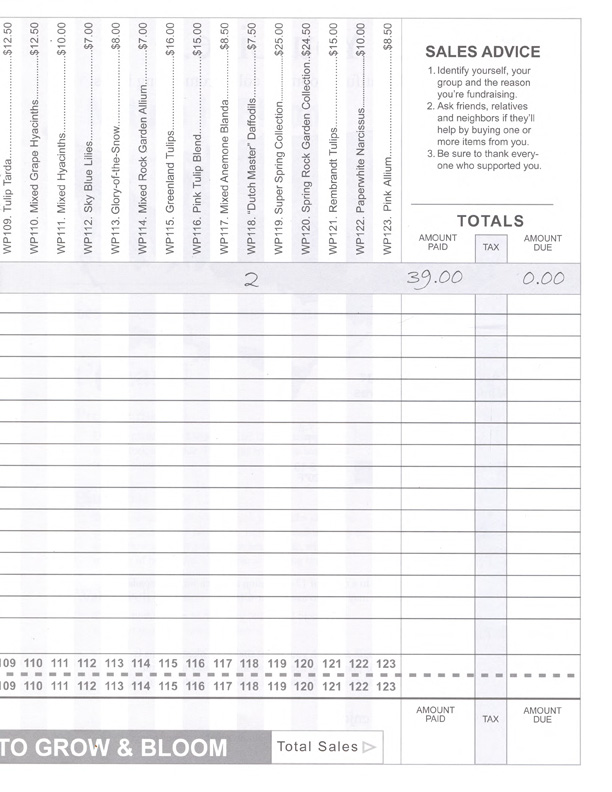 WP109. Tulip Tarda..........$12.50
WP110. Mixed Grape Hyacinths..........$12.50
WP111. Mixed Hyacinths..........$10.00
WP112. Sky Blue Lilies..........$7.00
WP113. Glory-of-the-Snow..........$8.00
WP114. Mixed Rock Garden Allium..........$7.00
WP115. Greenland Tulips..........$16.00
WP116. Pink Tulip Blend..........$15.00
WP117. Mixed Anemone Blanda..........$8.50
WP118. "Dutch Master" Daffodils..........$7.50
WP119. Super Spring Collection..........$25.00
WP120. Spring Rock Garden Collection..$24.50
WP121. Rembrandt Tulips..........$15.00
WP122. Paperwhite Narcissus..........$10.00
WP123. Pink Allium..........$8.50
SALES ADVICE
1. Identify yourself, your
group and the reason
you're fundraising.
2. Ask friends, relatives
and neighbors if they'll
help by buying one or
more items from you.
3. Be sure to thank every-
one who supported you.
TOTALS
AMOUNT PAID TAX AMOUNT DUE
2 39.00 0.00
109 110 111 112 113 114 115 116 117 118 119 120 121 122 123
109 110 111 112 113 114 115 116 117 118 119 120 121 122 123
AMOUNT PAID TAX AMOUNT DUE
TO GROW & BLOOM Total Sales